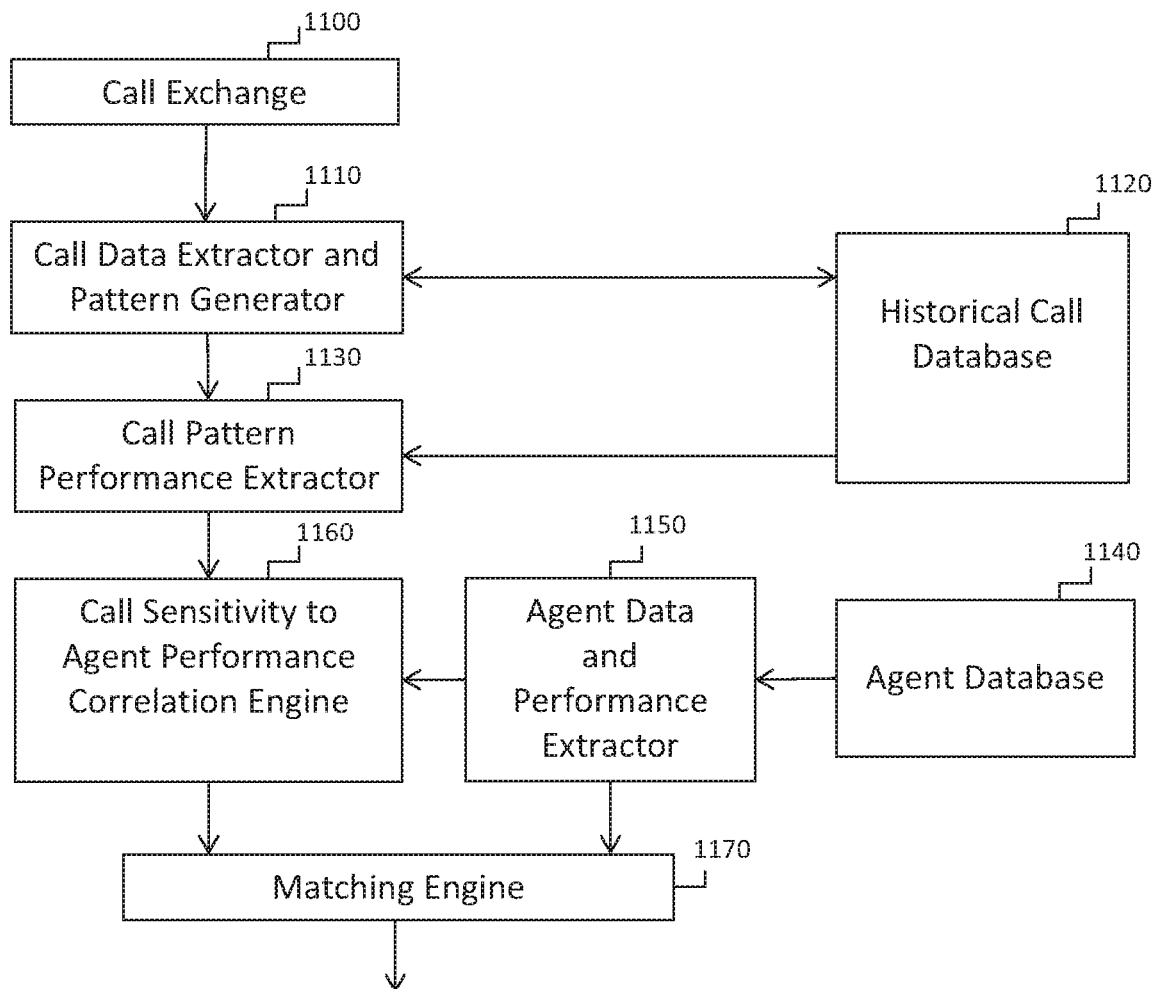 1100
Call Exchange
1110
Call Data Extractor and
Pattern Generator
1120
Historical Call
Database
1130
Call Pattern
Performance Extractor
1160
Call Sensitivity to
Agent Performance
Correlation Engine
1150
Agent Data
and
Performance
Extractor
1140
Agent Database
1170
Matching Engine